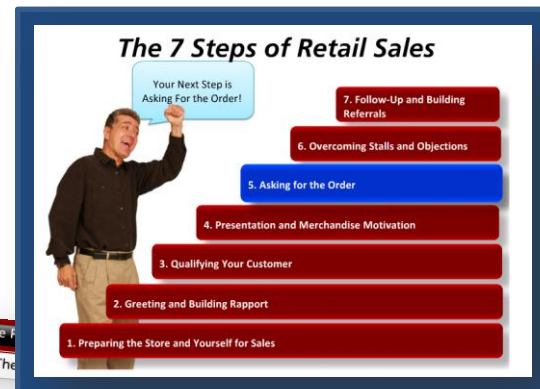 The 7 Steps of Retail Sales
Your Next Step is
Asking For the Order!
7. Follow-Up and Building
Referrals
6. Overcoming Stalls and Objections
5. Asking for the Order
4. Presentation and Merchandise Motivation
3. Qualifying Your Customer
2. Greeting and Building Rapport
1. Preparing the Store and Yourself for Sales